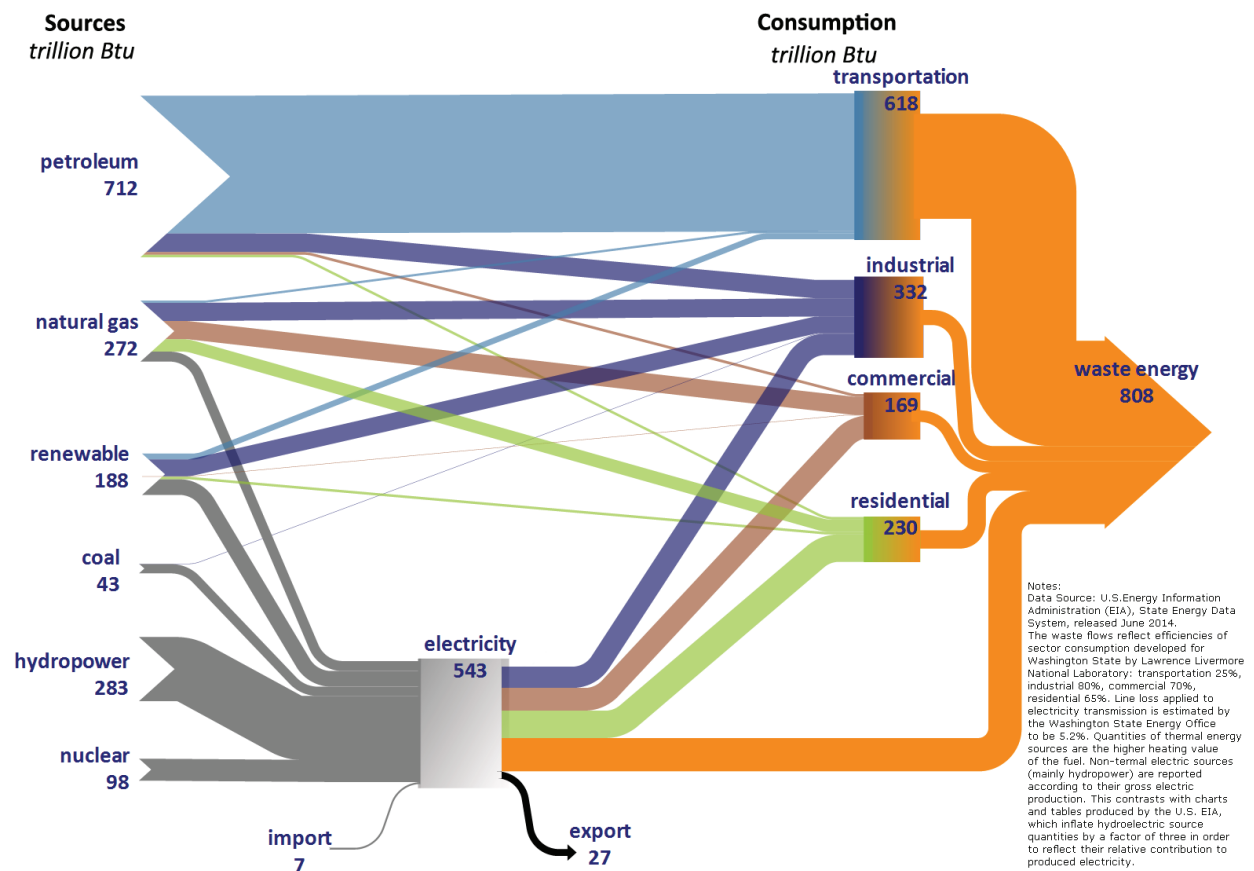 Sources
trillion Btu
Consumption
trillion Btu
transportation
618
petroleum
712
industrial
332
natural gas
272
commercial
169
waste energy
808
renewable
188
residential
230
coal
43
electricity
543
hydropower
283
nuclear
98
import
7
export
27
Notes:
Data Source: U.S.Energy Information
Administration (EIA), State Energy Data
System, released June 2014.
The waste flows reflect efficiencies of
sector consumption developed for
Washington State by Lawrence Livermore
National Laboratory: transportation 25%,
industrial 80%, commercial 70%,
residential 65%. Line loss applied to
electricity transmission is estimated by
the Washington State Energy Office
to be 5.2%. Quantities of thermal energy
sources are the higher heating value
of the fuel. Non-termal electric sources
(mainly hydropower) are reported
according to their gross electric
production. This contrasts with charts
and tables produced by the U.S. EIA,
which inflate hydroelectric source
quantities by a factor of three in order
to reflect their relative contribution to
produced electricity.